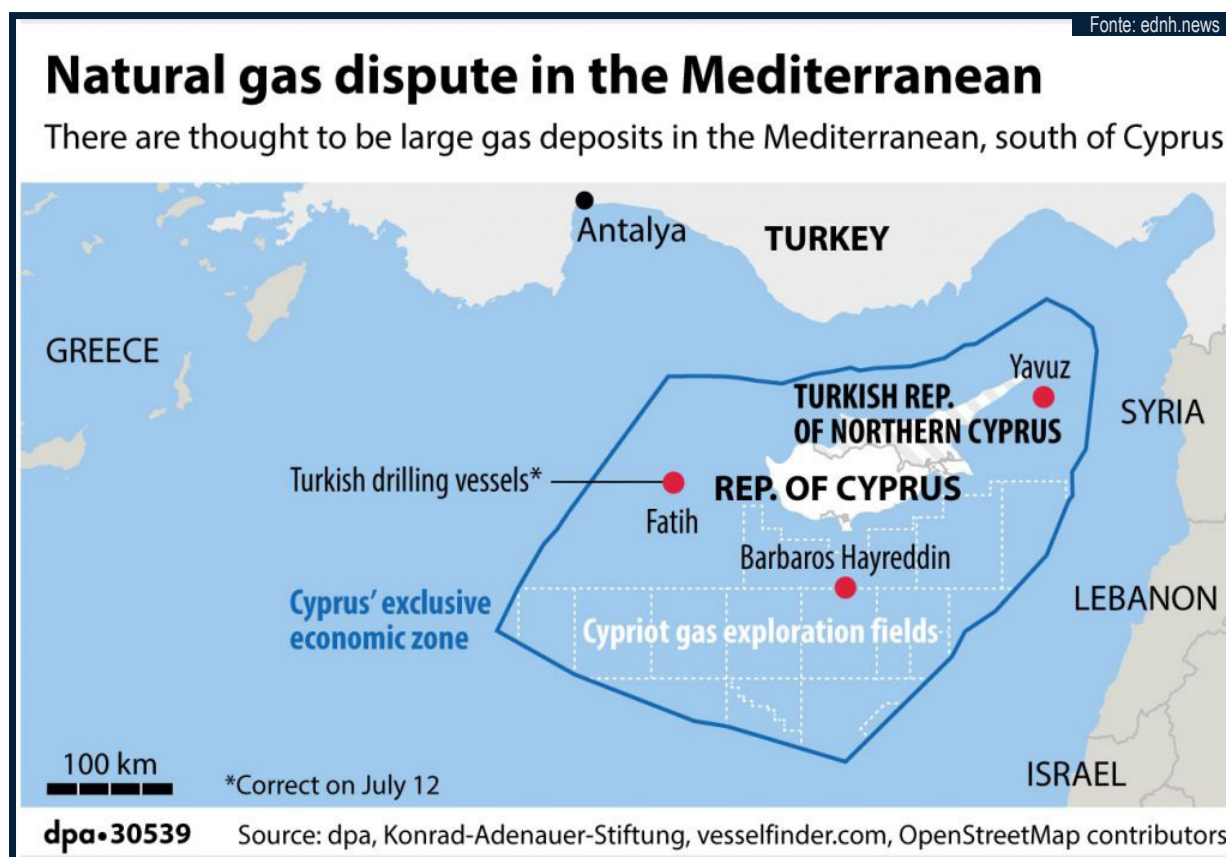 Fonte: ednh.news
Natural gas dispute in the Mediterranean
There are thought to be large gas deposits in the Mediterranean, south of Cyprus
Antalya
TURKEY
GREECE
Yavuz
TURKISH REP.
OF NORTHERN CYPRUS
SYRIA
Turkish drilling vessels*
REP. OF CYPRUS
Fatih
Barbaros Hayreddin
Cyprus' exclusive
economic zone
LEBANON
Cypriot gas exploration fields
100 km
*Correct on July 12
ISRAEL
dpa•30539
Source: dpa, Konrad-Adenauer-Stiftung, vesselfinder.com, OpenStreetMap contributors